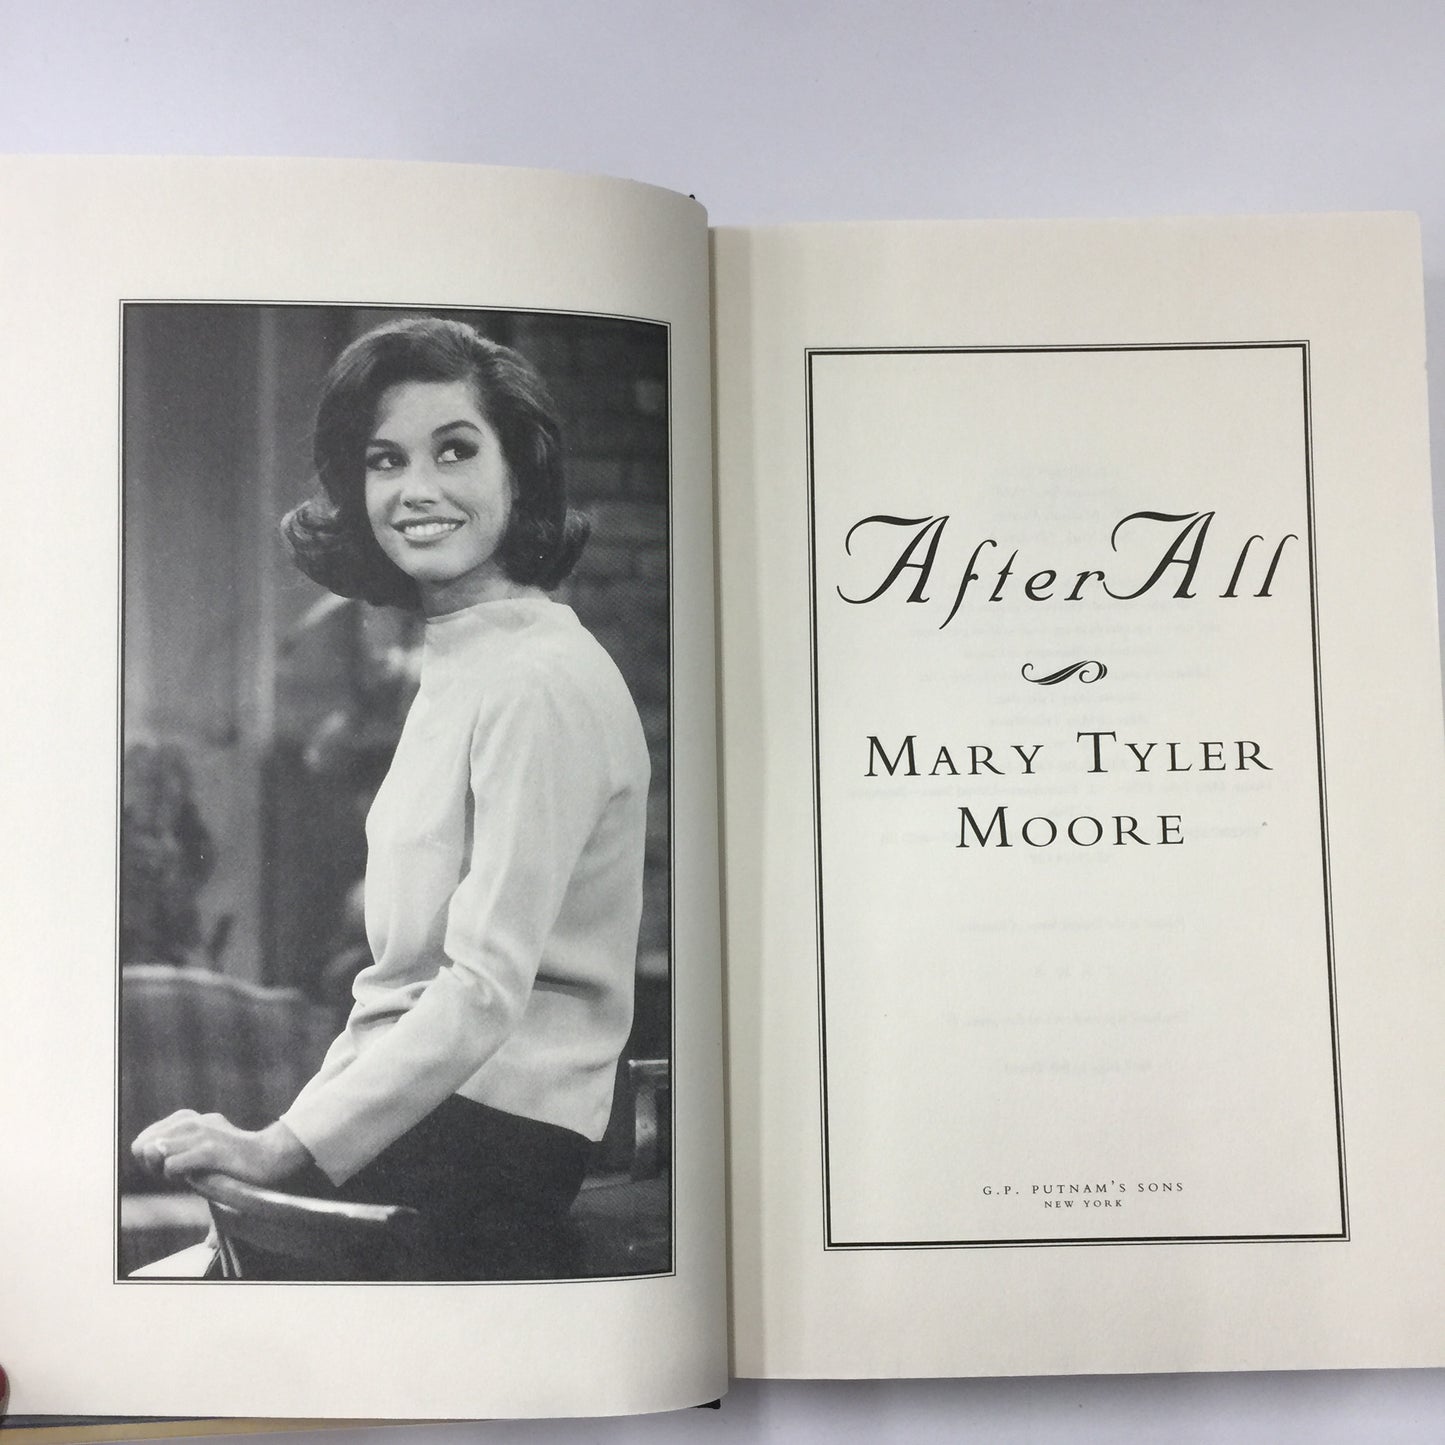 After All
MARY TYLER
MOORE
G.P. PUTNAM'S SONS
NEW YORK